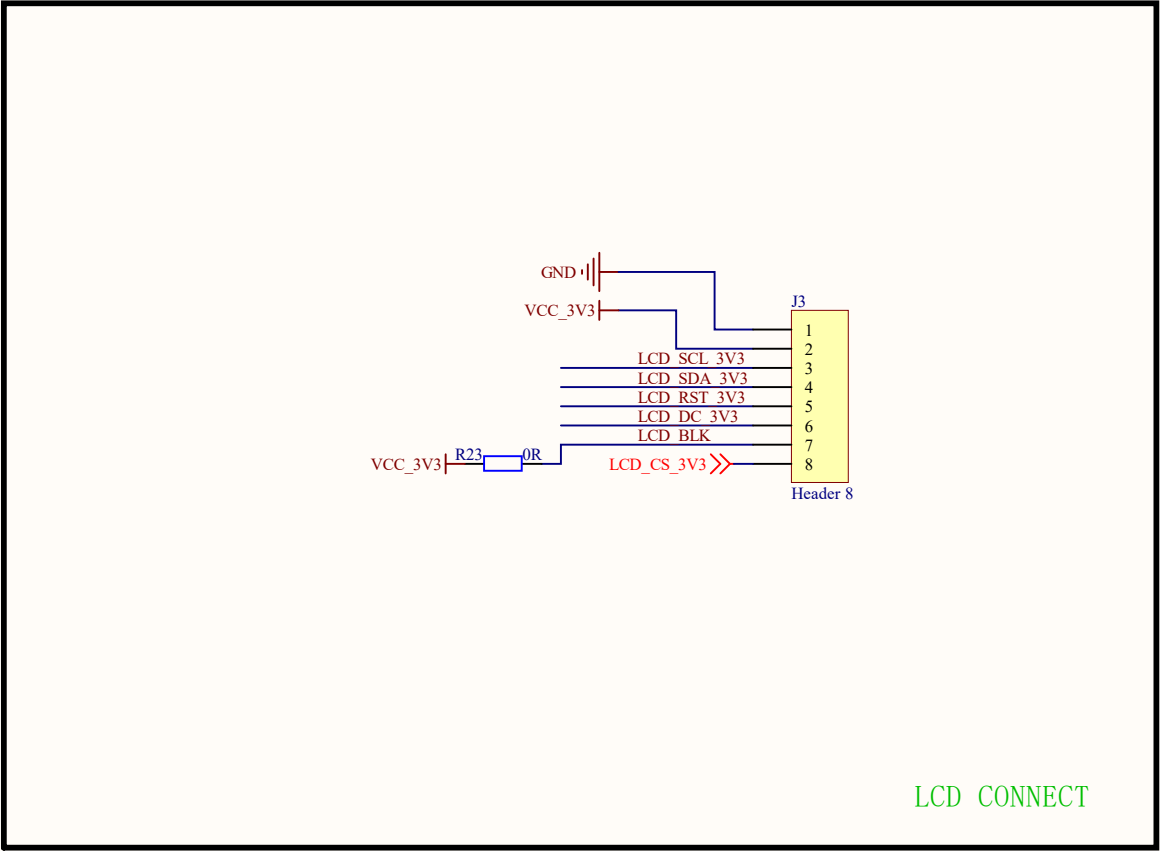 GND
VCC_3V3
J3
1
2
LCD_SCL_3V3 3
LCD_SDA_3V3 4
LCD_RST_3V3 5
LCD_DC_3V3 6
LCD_BLK 7
VCC_3V3 R23 0R LCD_CS_3V3 8
Header 8
LCD CONNECT